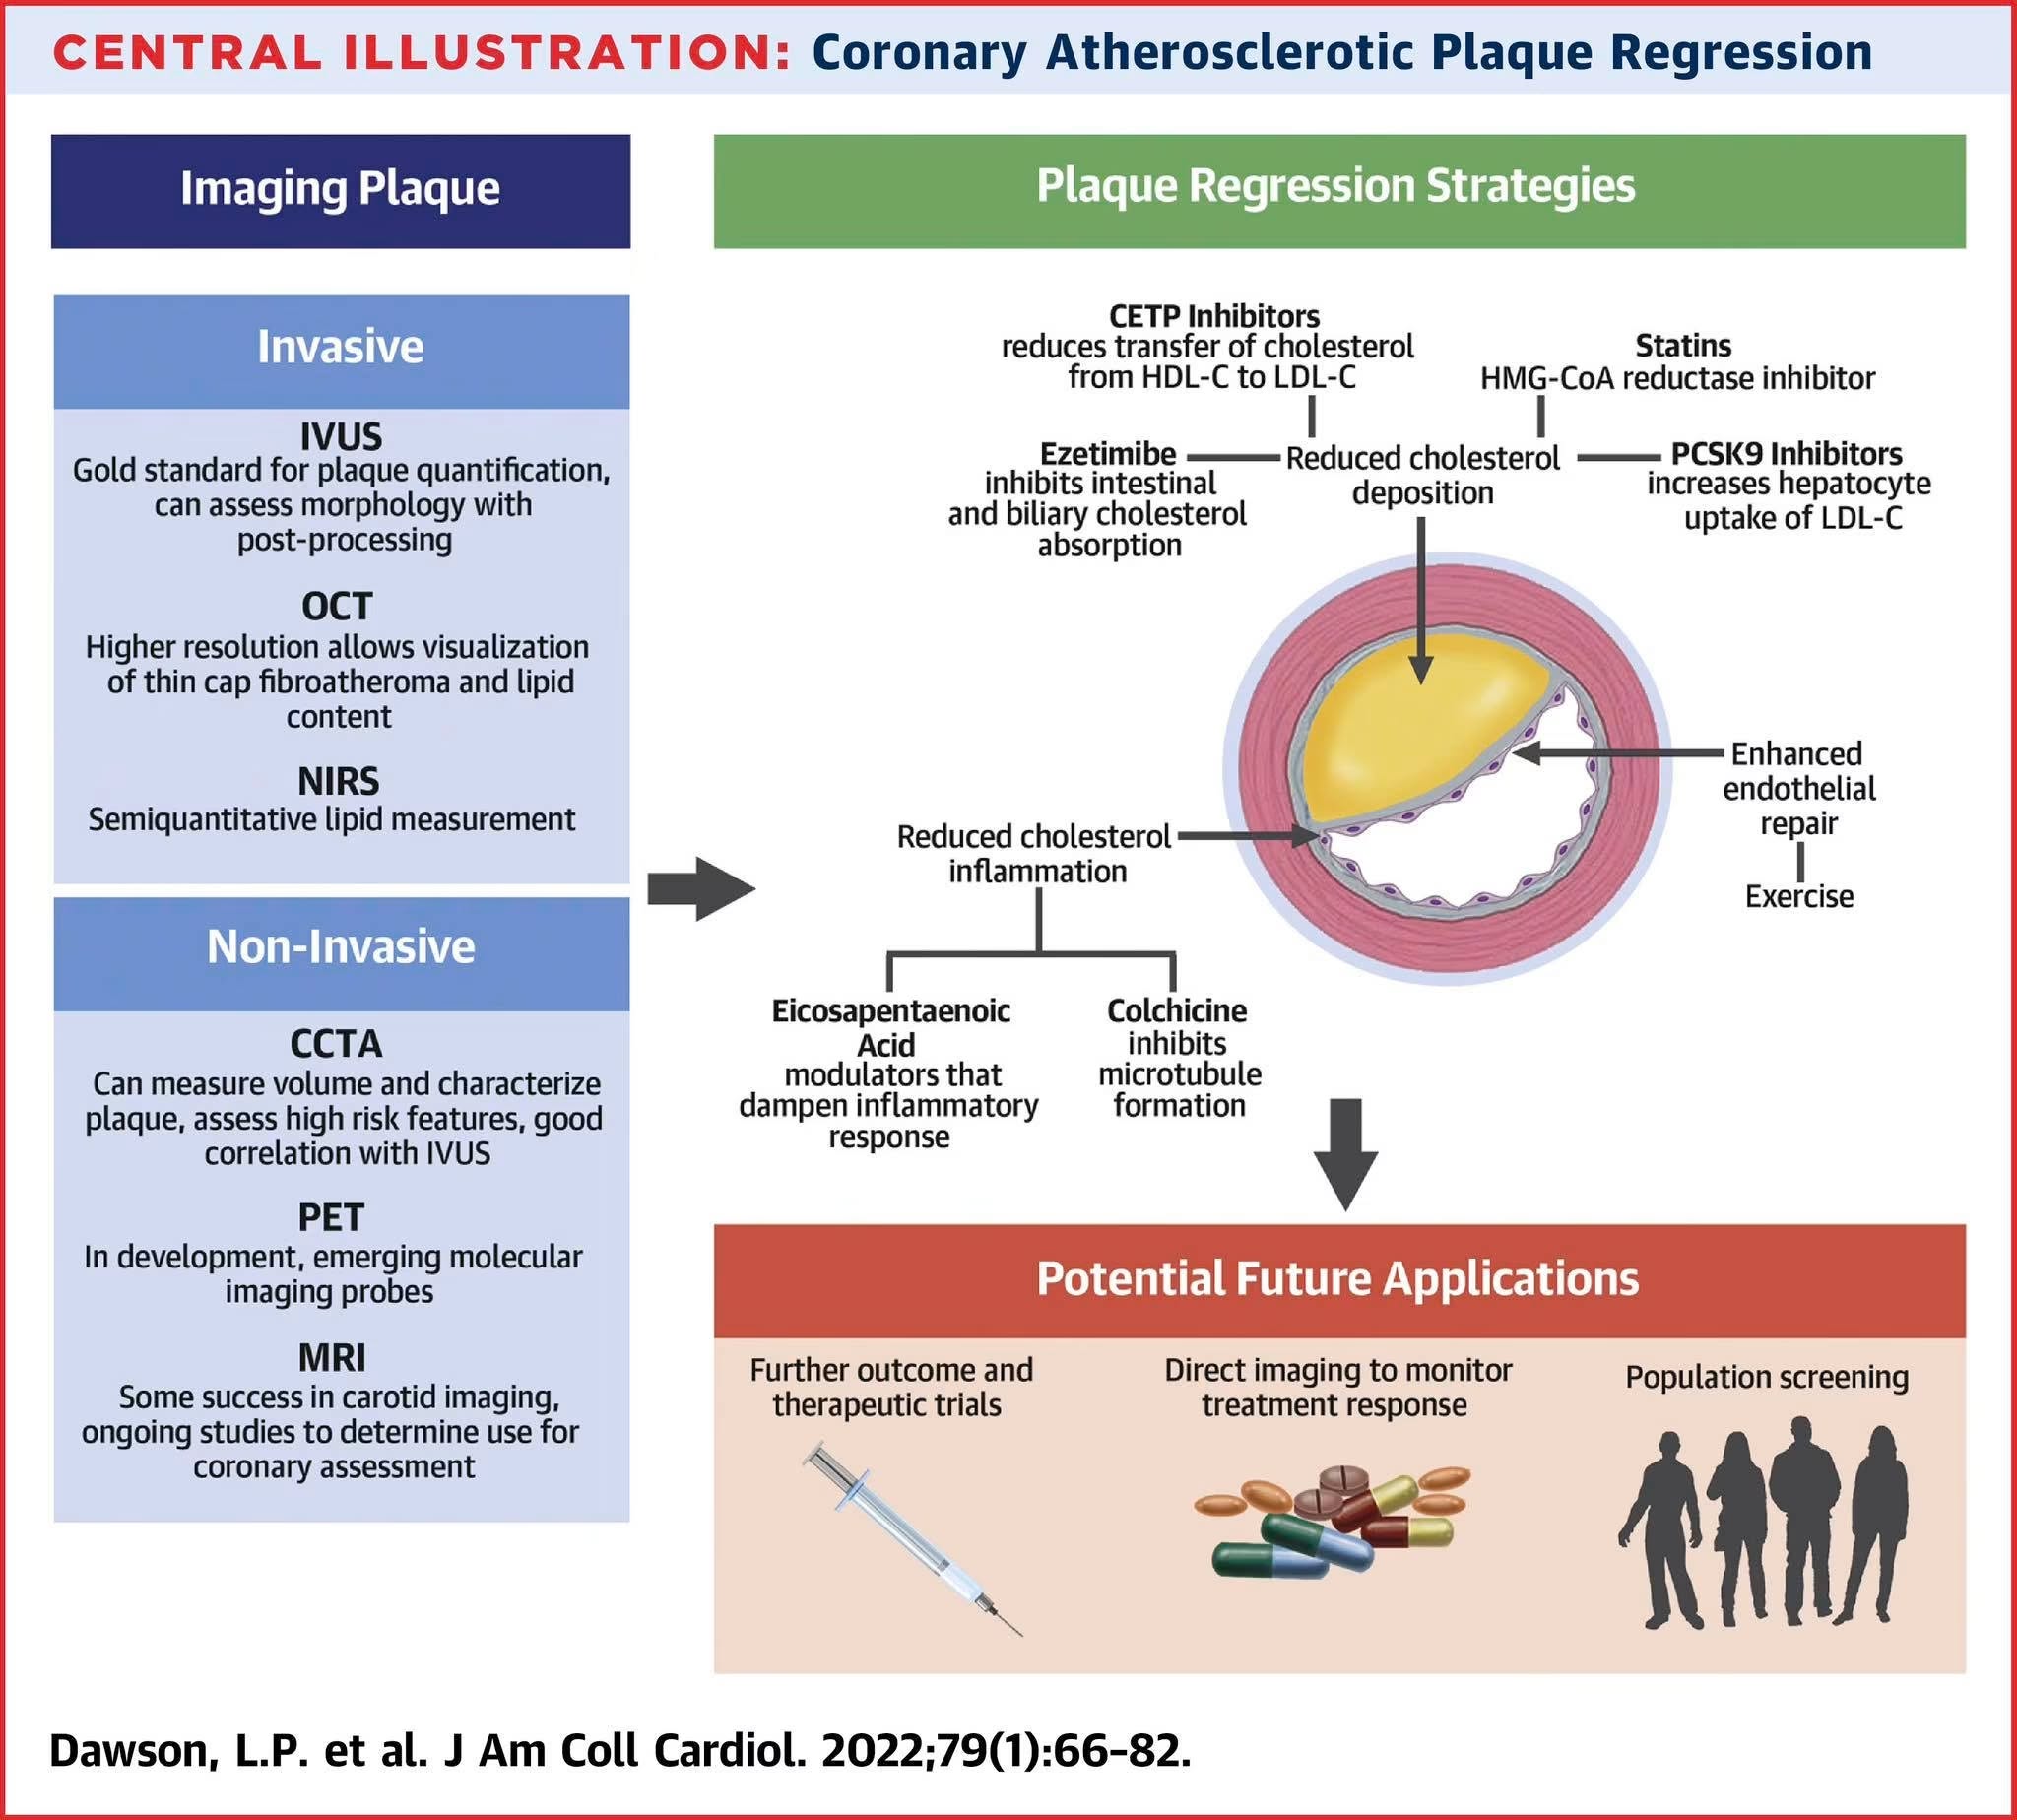 CENTRAL ILLUSTRATION: Coronary Atherosclerotic Plaque Regression
Imaging Plaque
Invasive
IVUS
Gold standard for plaque quantification,
can assess morphology with
post-processing
OCT
Higher resolution allows visualization
of thin cap fibroatheroma and lipid
content
NIRS
Semiquantitative lipid measurement
Non-Invasive
CCTA
Can measure volume and characterize
plaque, assess high risk features, good
correlation with IVUS
PET
In development, emerging molecular
imaging probes
MRI
Some success in carotid imaging,
ongoing studies to determine use for
coronary assessment
Plaque Regression Strategies
CETP Inhibitors
reduces transfer of cholesterol
from HDL-C to LDL-C
Statins
HMG-CoA reductase inhibitor
Ezetimibe
inhibits intestinal
and biliary cholesterol
absorption
Reduced cholesterol
deposition
PCSK9 Inhibitors
increases hepatocyte
uptake of LDL-C
Enhanced
endothelial
repair
Exercise
Reduced cholesterol
inflammation
Eicosapentaenoic
Acid
modulators that
dampen inflammatory
response
Colchicine
inhibits
microtubule
formation
Potential Future Applications
Further outcome and
therapeutic trials
Direct imaging to monitor
treatment response
Population screening
Dawson, L.P. et al. J Am Coll Cardiol. 2022;79(1):66–82.